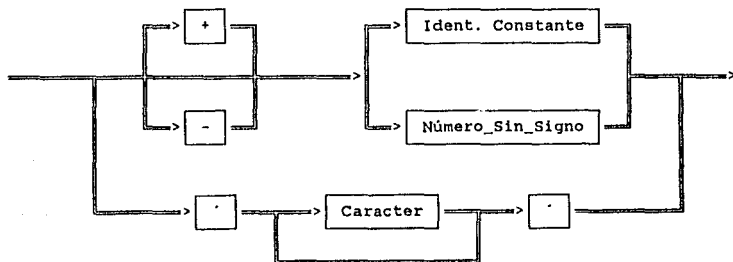 +
Ident. Constante
-
Número_Sin_Signo
'
Caracter
'